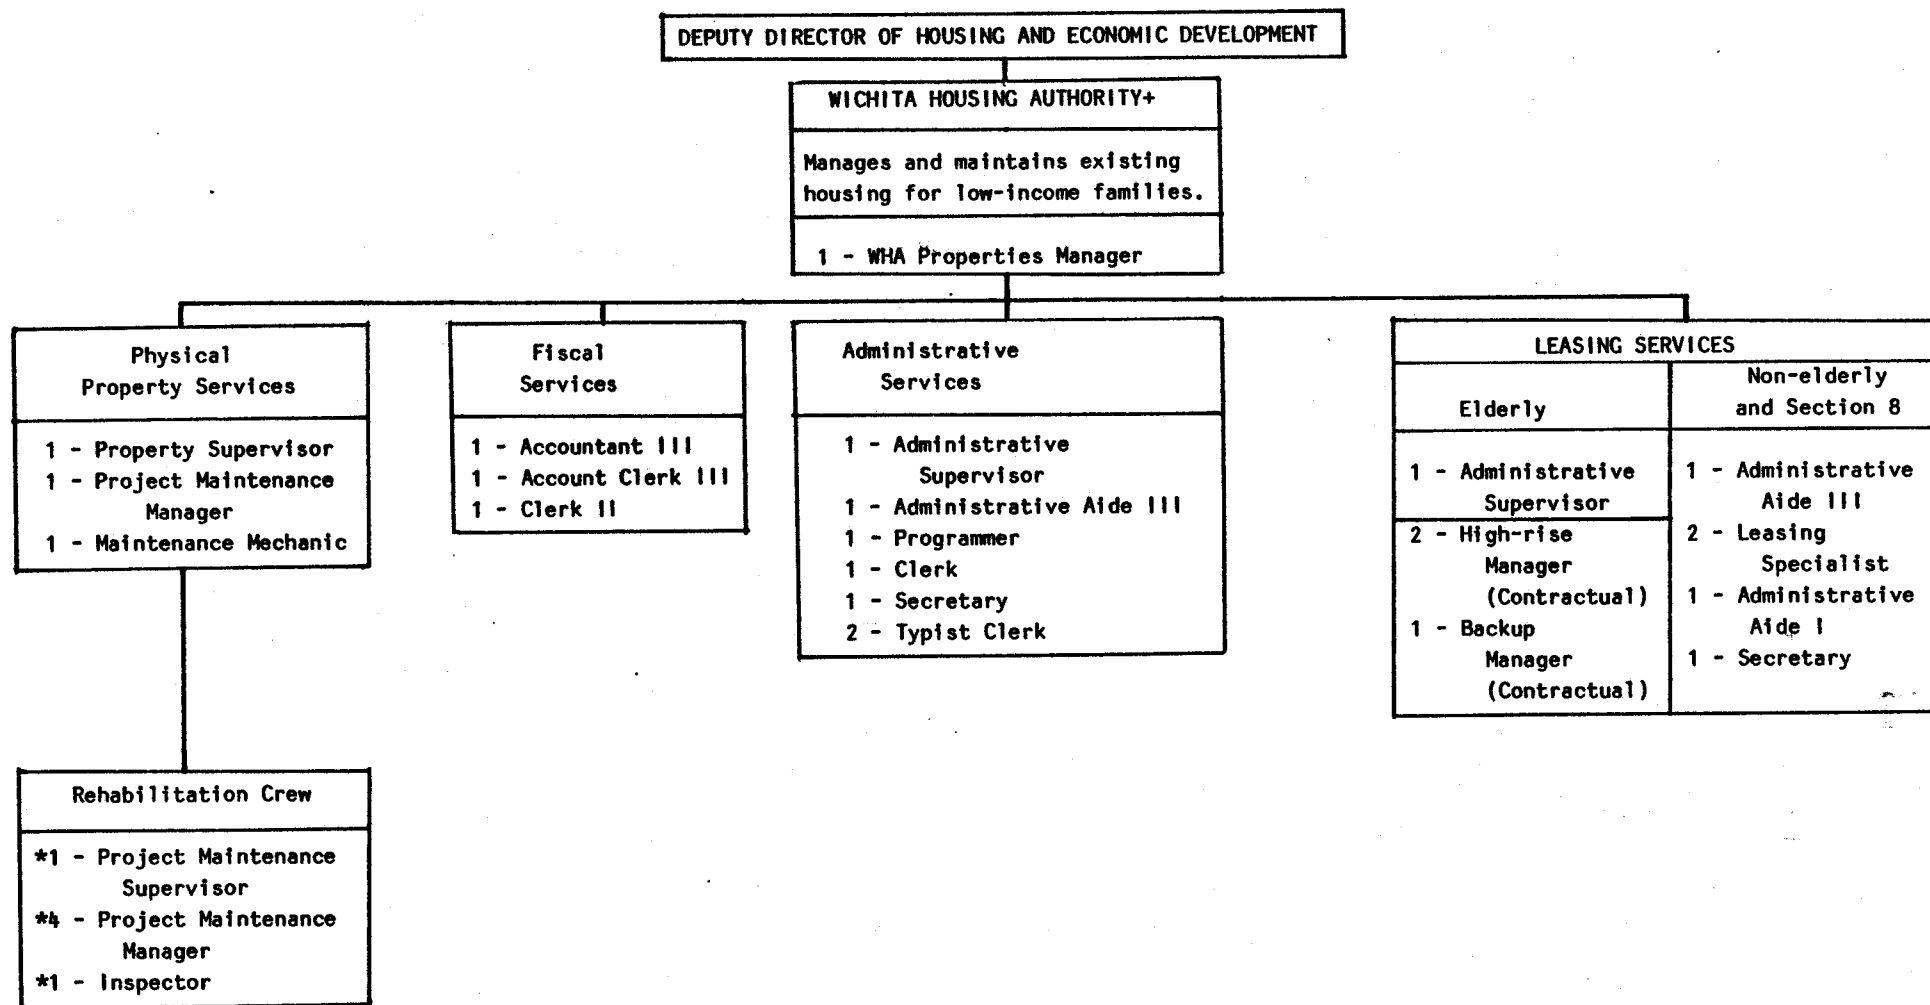 DEPUTY DIRECTOR OF HOUSING AND ECONOMIC DEVELOPMENT
WICHITA HOUSING AUTHORITY+
Manages and maintains existing
housing for low-income families.
1 - WHA Properties Manager
Physical
Property Services
1 - Property Supervisor
1 - Project Maintenance
Manager
1 - Maintenance Mechanic
Fiscal
Services
1 - Accountant III
1 - Account Clerk III
1 - Clerk II
Administrative
Services
1 - Administrative
Supervisor
1 - Administrative Aide III
1 - Programmer
1 - Clerk
1 - Secretary
2 - Typist Clerk
LEASING SERVICES
Elderly
1 - Administrative
Supervisor
2 - High-rise
Manager
(Contractual)
1 - Backup
Manager
(Contractual)
Non-elderly
and Section 8
1 - Administrative
Aide III
2 - Leasing
Specialist
1 - Administrative
Aide I
1 - Secretary
Rehabilitation Crew
*1 - Project Maintenance
Supervisor
*4 - Project Maintenance
Manager
*1 - Inspector